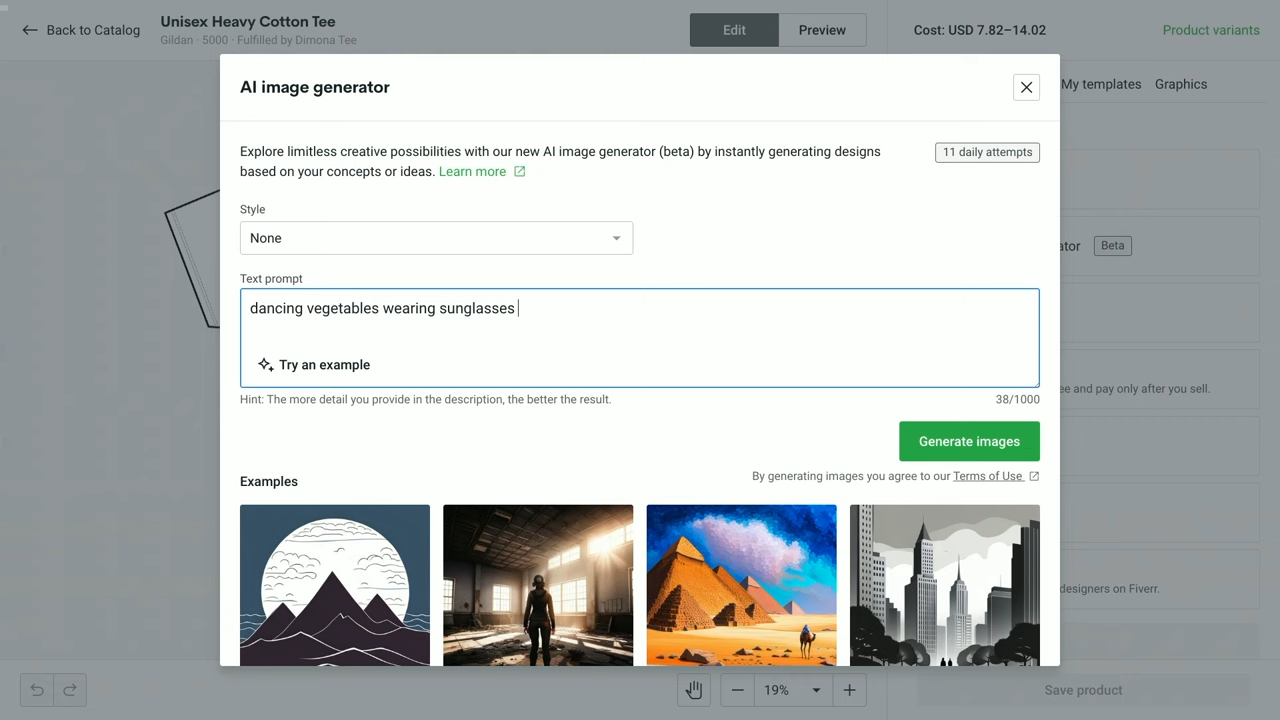 Back to Catalog
Unisex Heavy Cotton Tee
Gildan · 5000 · Fulfilled by Dimona Tee
Edit
Preview
Cost: USD 7.82–14.02
Product variants
My templates
Graphics
AI image generator
Explore limitless creative possibilities with our new AI image generator (beta) by instantly generating designs
based on your concepts or ideas. Learn more
11 daily attempts
Style
None
Text prompt
dancing vegetables wearing sunglasses
Try an example
Hint: The more detail you provide in the description, the better the result.
38/1000
Generate images
By generating images you agree to our Terms of Use
Examples
Beta
ee and pay only after you sell.
designers on Fiverr.
19%
Save product